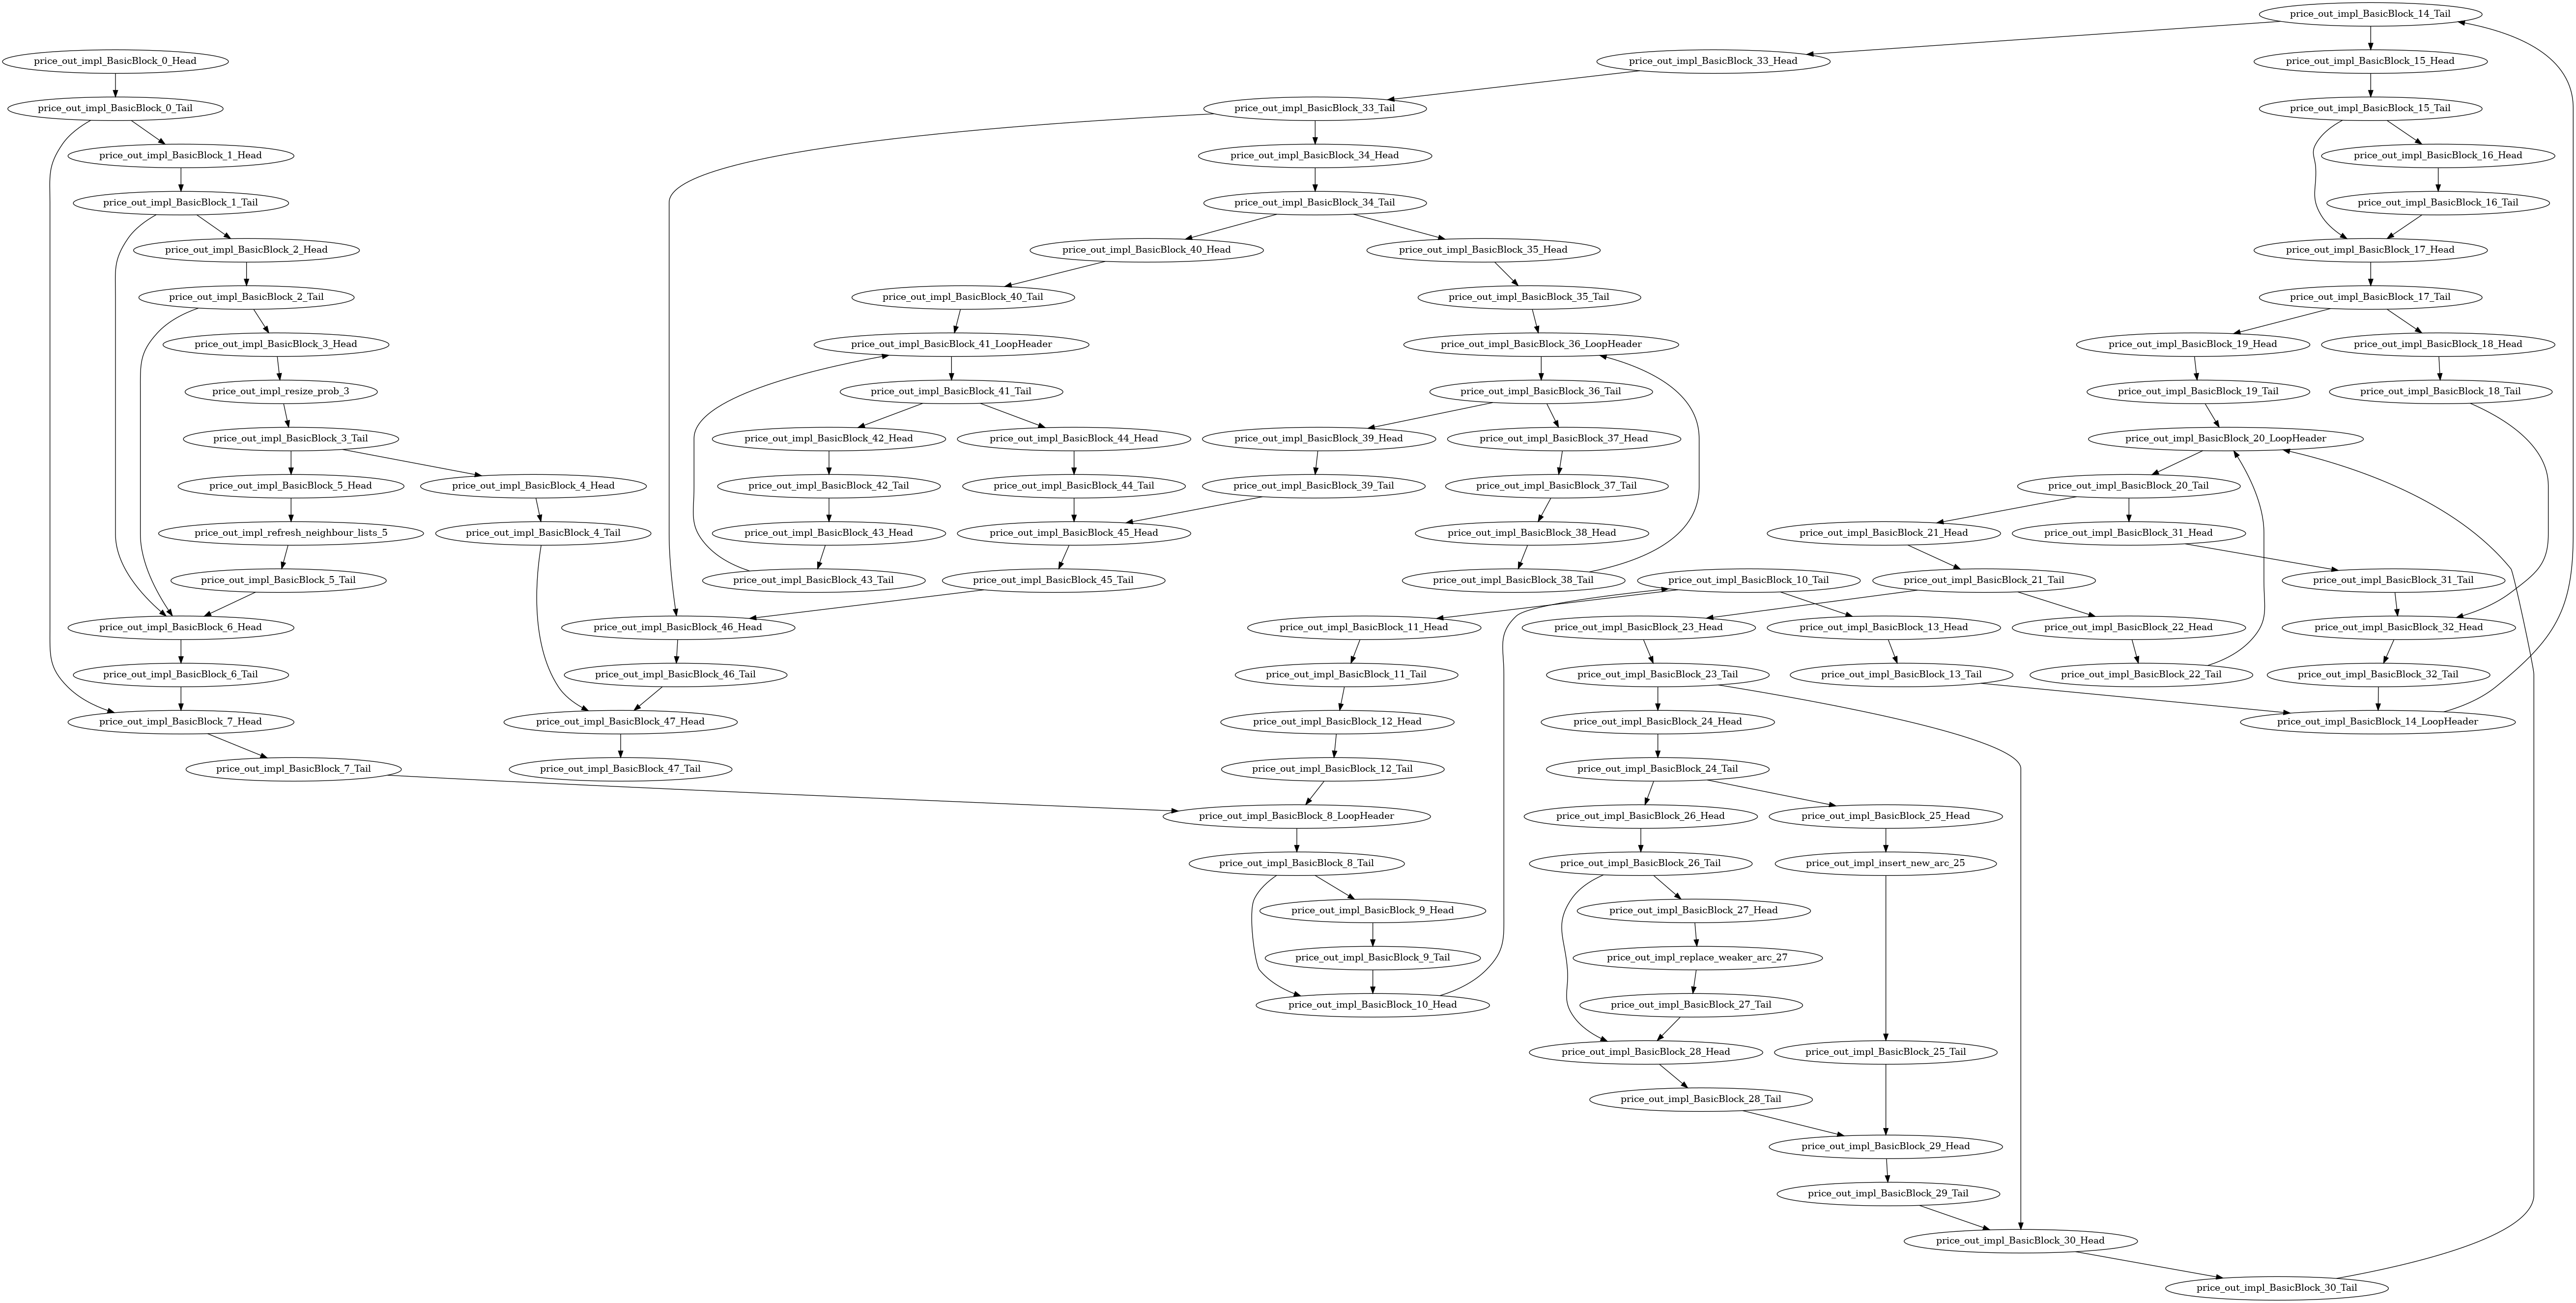 price_out_impl_BasicBlock_14_Tail
price_out_impl_BasicBlock_0_Head
price_out_impl_BasicBlock_33_Head
price_out_impl_BasicBlock_15_Head
price_out_impl_BasicBlock_0_Tail
price_out_impl_BasicBlock_33_Tail
price_out_impl_BasicBlock_15_Tail
price_out_impl_BasicBlock_1_Head
price_out_impl_BasicBlock_34_Head
price_out_impl_BasicBlock_16_Head
price_out_impl_BasicBlock_1_Tail
price_out_impl_BasicBlock_34_Tail
price_out_impl_BasicBlock_16_Tail
price_out_impl_BasicBlock_2_Head
price_out_impl_BasicBlock_40_Head
price_out_impl_BasicBlock_35_Head
price_out_impl_BasicBlock_17_Head
price_out_impl_BasicBlock_2_Tail
price_out_impl_BasicBlock_40_Tail
price_out_impl_BasicBlock_35_Tail
price_out_impl_BasicBlock_17_Tail
price_out_impl_BasicBlock_3_Head
price_out_impl_BasicBlock_41_LoopHeader
price_out_impl_BasicBlock_36_LoopHeader
price_out_impl_BasicBlock_19_Head
price_out_impl_BasicBlock_18_Head
price_out_impl_resize_prob_3
price_out_impl_BasicBlock_41_Tail
price_out_impl_BasicBlock_36_Tail
price_out_impl_BasicBlock_19_Tail
price_out_impl_BasicBlock_18_Tail
price_out_impl_BasicBlock_3_Tail
price_out_impl_BasicBlock_42_Head
price_out_impl_BasicBlock_44_Head
price_out_impl_BasicBlock_39_Head
price_out_impl_BasicBlock_37_Head
price_out_impl_BasicBlock_20_LoopHeader
price_out_impl_BasicBlock_5_Head
price_out_impl_BasicBlock_4_Head
price_out_impl_BasicBlock_42_Tail
price_out_impl_BasicBlock_44_Tail
price_out_impl_BasicBlock_39_Tail
price_out_impl_BasicBlock_37_Tail
price_out_impl_BasicBlock_20_Tail
price_out_impl_refresh_neighbour_lists_5
price_out_impl_BasicBlock_4_Tail
price_out_impl_BasicBlock_43_Head
price_out_impl_BasicBlock_45_Head
price_out_impl_BasicBlock_38_Head
price_out_impl_BasicBlock_21_Head
price_out_impl_BasicBlock_31_Head
price_out_impl_BasicBlock_5_Tail
price_out_impl_BasicBlock_43_Tail
price_out_impl_BasicBlock_45_Tail
price_out_impl_BasicBlock_38_Tail
price_out_impl_BasicBlock_10_Tail
price_out_impl_BasicBlock_21_Tail
price_out_impl_BasicBlock_31_Tail
price_out_impl_BasicBlock_6_Head
price_out_impl_BasicBlock_46_Head
price_out_impl_BasicBlock_11_Head
price_out_impl_BasicBlock_23_Head
price_out_impl_BasicBlock_13_Head
price_out_impl_BasicBlock_22_Head
price_out_impl_BasicBlock_32_Head
price_out_impl_BasicBlock_6_Tail
price_out_impl_BasicBlock_46_Tail
price_out_impl_BasicBlock_11_Tail
price_out_impl_BasicBlock_23_Tail
price_out_impl_BasicBlock_13_Tail
price_out_impl_BasicBlock_22_Tail
price_out_impl_BasicBlock_32_Tail
price_out_impl_BasicBlock_7_Head
price_out_impl_BasicBlock_47_Head
price_out_impl_BasicBlock_12_Head
price_out_impl_BasicBlock_24_Head
price_out_impl_BasicBlock_14_LoopHeader
price_out_impl_BasicBlock_7_Tail
price_out_impl_BasicBlock_47_Tail
price_out_impl_BasicBlock_12_Tail
price_out_impl_BasicBlock_24_Tail
price_out_impl_BasicBlock_8_LoopHeader
price_out_impl_BasicBlock_26_Head
price_out_impl_BasicBlock_25_Head
price_out_impl_BasicBlock_8_Tail
price_out_impl_BasicBlock_26_Tail
price_out_impl_insert_new_arc_25
price_out_impl_BasicBlock_9_Head
price_out_impl_BasicBlock_27_Head
price_out_impl_BasicBlock_9_Tail
price_out_impl_replace_weaker_arc_27
price_out_impl_BasicBlock_10_Head
price_out_impl_BasicBlock_27_Tail
price_out_impl_BasicBlock_28_Head
price_out_impl_BasicBlock_25_Tail
price_out_impl_BasicBlock_28_Tail
price_out_impl_BasicBlock_29_Head
price_out_impl_BasicBlock_29_Tail
price_out_impl_BasicBlock_30_Head
price_out_impl_BasicBlock_30_Tail